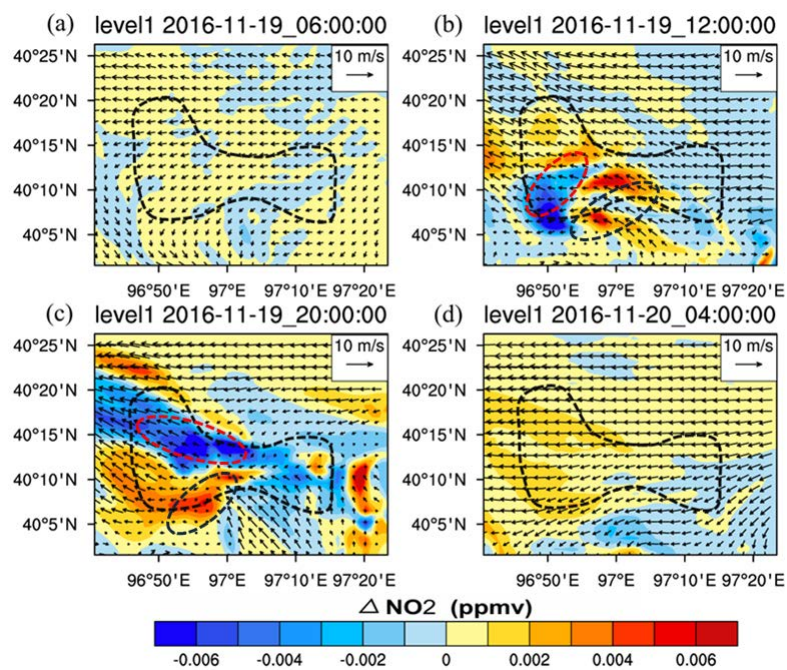 (a) level1 2016-11-19_06:00:00
10 m/s
40°25'N
40°20'N
40°15'N
40°10'N
40°5'N
96°50'E 97°E 97°10'E 97°20'E
(b) level1 2016-11-19_12:00:00
10 m/s
40°25'N
40°20'N
40°15'N
40°10'N
40°5'N
96°50'E 97°E 97°10'E 97°20'E
(c) level1 2016-11-19_20:00:00
10 m/s
40°25'N
40°20'N
40°15'N
40°10'N
40°5'N
96°50'E 97°E 97°10'E 97°20'E
(d) level1 2016-11-20_04:00:00
10 m/s
40°25'N
40°20'N
40°15'N
40°10'N
40°5'N
96°50'E 97°E 97°10'E 97°20'E
△ NO2 (ppmv)
-0.006 -0.004 -0.002 0 0.002 0.004 0.006